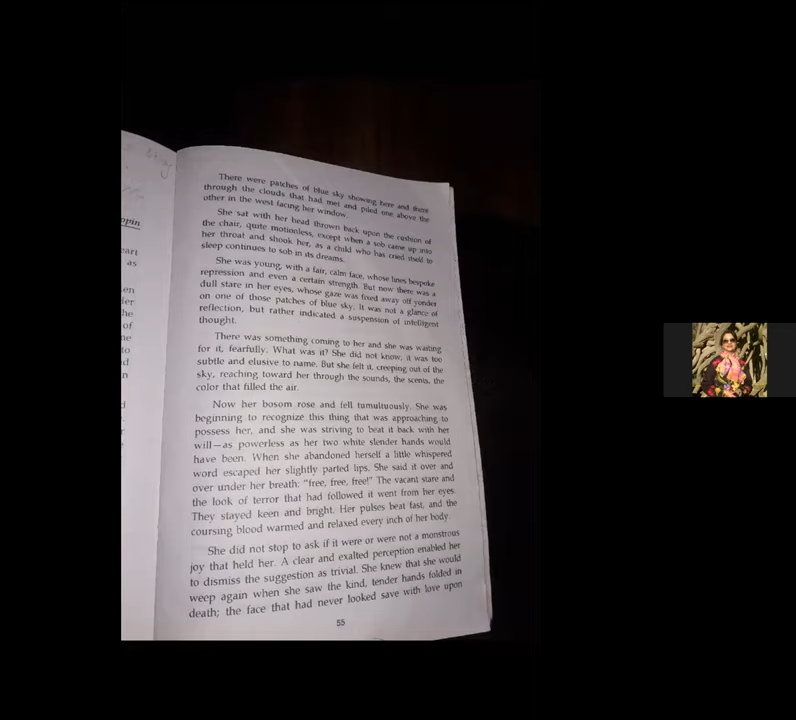 opin
eart
as
en
ler
he
of
ne
to
d
n
There were patches of blue sky showing here and there
through the clouds that had met and piled one above the
other in the west facing her window.
She sat with her head thrown back upon the cushion of
the chair, quite motionless, except when a sob came up into
her throat and shook her, as a child who has cried itself to
sleep continues to sob in its dreams.
She was young, with a fair, calm face, whose lines bespoke
repression and even a certain strength. But now there was a
dull stare in her eyes, whose gaze was fixed away off yonder
on one of those patches of blue sky. It was not a glance of
reflection, but rather indicated a suspension of intelligent
thought.
There was something coming to her and she was waiting
for it, fearfully. What was it? She did not know; it was too
subtle and elusive to name. But she felt it, creeping out of the
sky, reaching toward her through the sounds, the scents, the
color that filled the air.
Now her bosom rose and fell tumultuously. She was
beginning to recognize this thing that was approaching to
possess her, and she was striving to beat it back with her
will—as powerless as her two white slender hands would
have been. When she abandoned herself a little whispered
word escaped her slightly parted lips. She said it over and
over under her breath: "free, free, free!" The vacant stare and
the look of terror that had followed it went from her eyes.
They stayed keen and bright. Her pulses beat fast, and the
coursing blood warmed and relaxed every inch of her body.
She did not stop to ask if it were or were not a monstrous
joy that held her. A clear and exalted perception enabled her
to dismiss the suggestion as trivial. She knew that she would
weep again when she saw the kind, tender hands folded in
death; the face that had never looked save with love upon
55